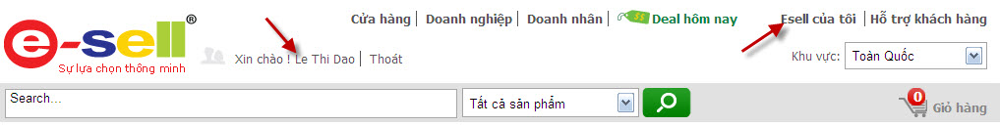 e-sell®
Sự lựa chọn thông minh
Cửa hàng | Doanh nghiệp | Doanh nhân | $$ Deal hôm nay
Esell của tôi | Hỗ trợ khách hàng
Xin chào ! Le Thi Dao | Thoát
Khu vực: Toàn Quốc
Search... Tất cả sản phẩm
0 Giỏ hàng